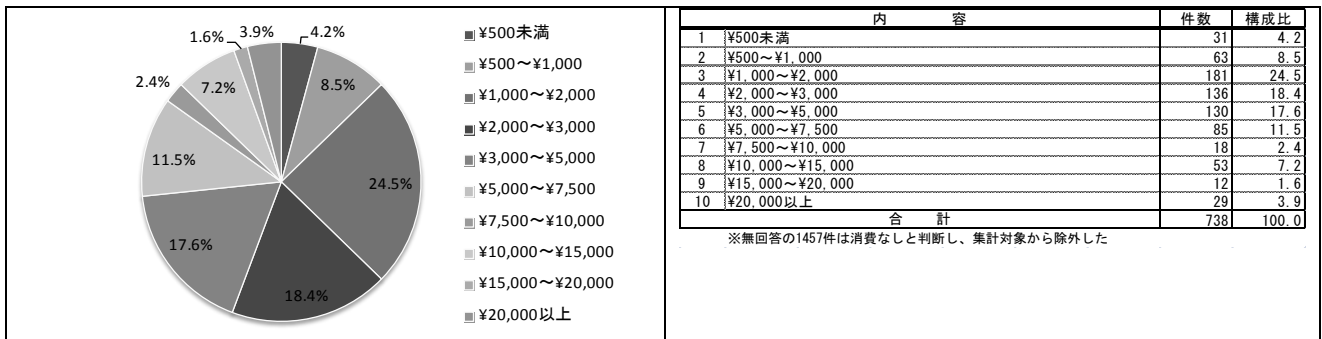 4.2%
8.5%
24.5%
18.4%
17.6%
11.5%
2.4%
7.2%
1.6%
3.9%
¥500未満
¥500～¥1,000
¥1,000～¥2,000
¥2,000～¥3,000
¥3,000～¥5,000
¥5,000～¥7,500
¥7,500～¥10,000
¥10,000～¥15,000
¥15,000～¥20,000
¥20,000以上
内 容 件数 構成比
1 ¥500未満 31 4.2
2 ¥500～¥1,000 63 8.5
3 ¥1,000～¥2,000 181 24.5
4 ¥2,000～¥3,000 136 18.4
5 ¥3,000～¥5,000 130 17.6
6 ¥5,000～¥7,500 85 11.5
7 ¥7,500～¥10,000 18 2.4
8 ¥10,000～¥15,000 53 7.2
9 ¥15,000～¥20,000 12 1.6
10 ¥20,000以上 29 3.9
合 計 738 100.0
※無回答の1457件は消費なしと判断し、集計対象から除外した